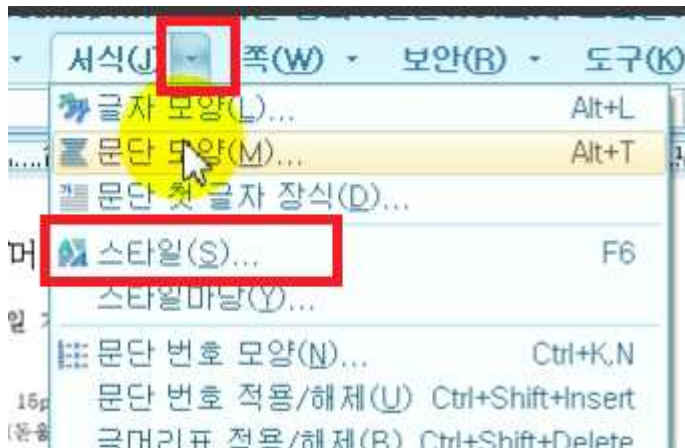 서식(J) 쪽(W) 보안(R) 도구(K)
글자 모양(L)... Alt+L
문단 모양(M)... Alt+T
문단 첫 글자 장식(D)...
스타일(S)... F6
스타일마당(Y)...
문단 번호 모양(N)... Ctrl+K,N
문단 번호 적용/해제(U) Ctrl+Shift+Insert
글머리표 적용/해제(B) Ctrl+Shift+Delete